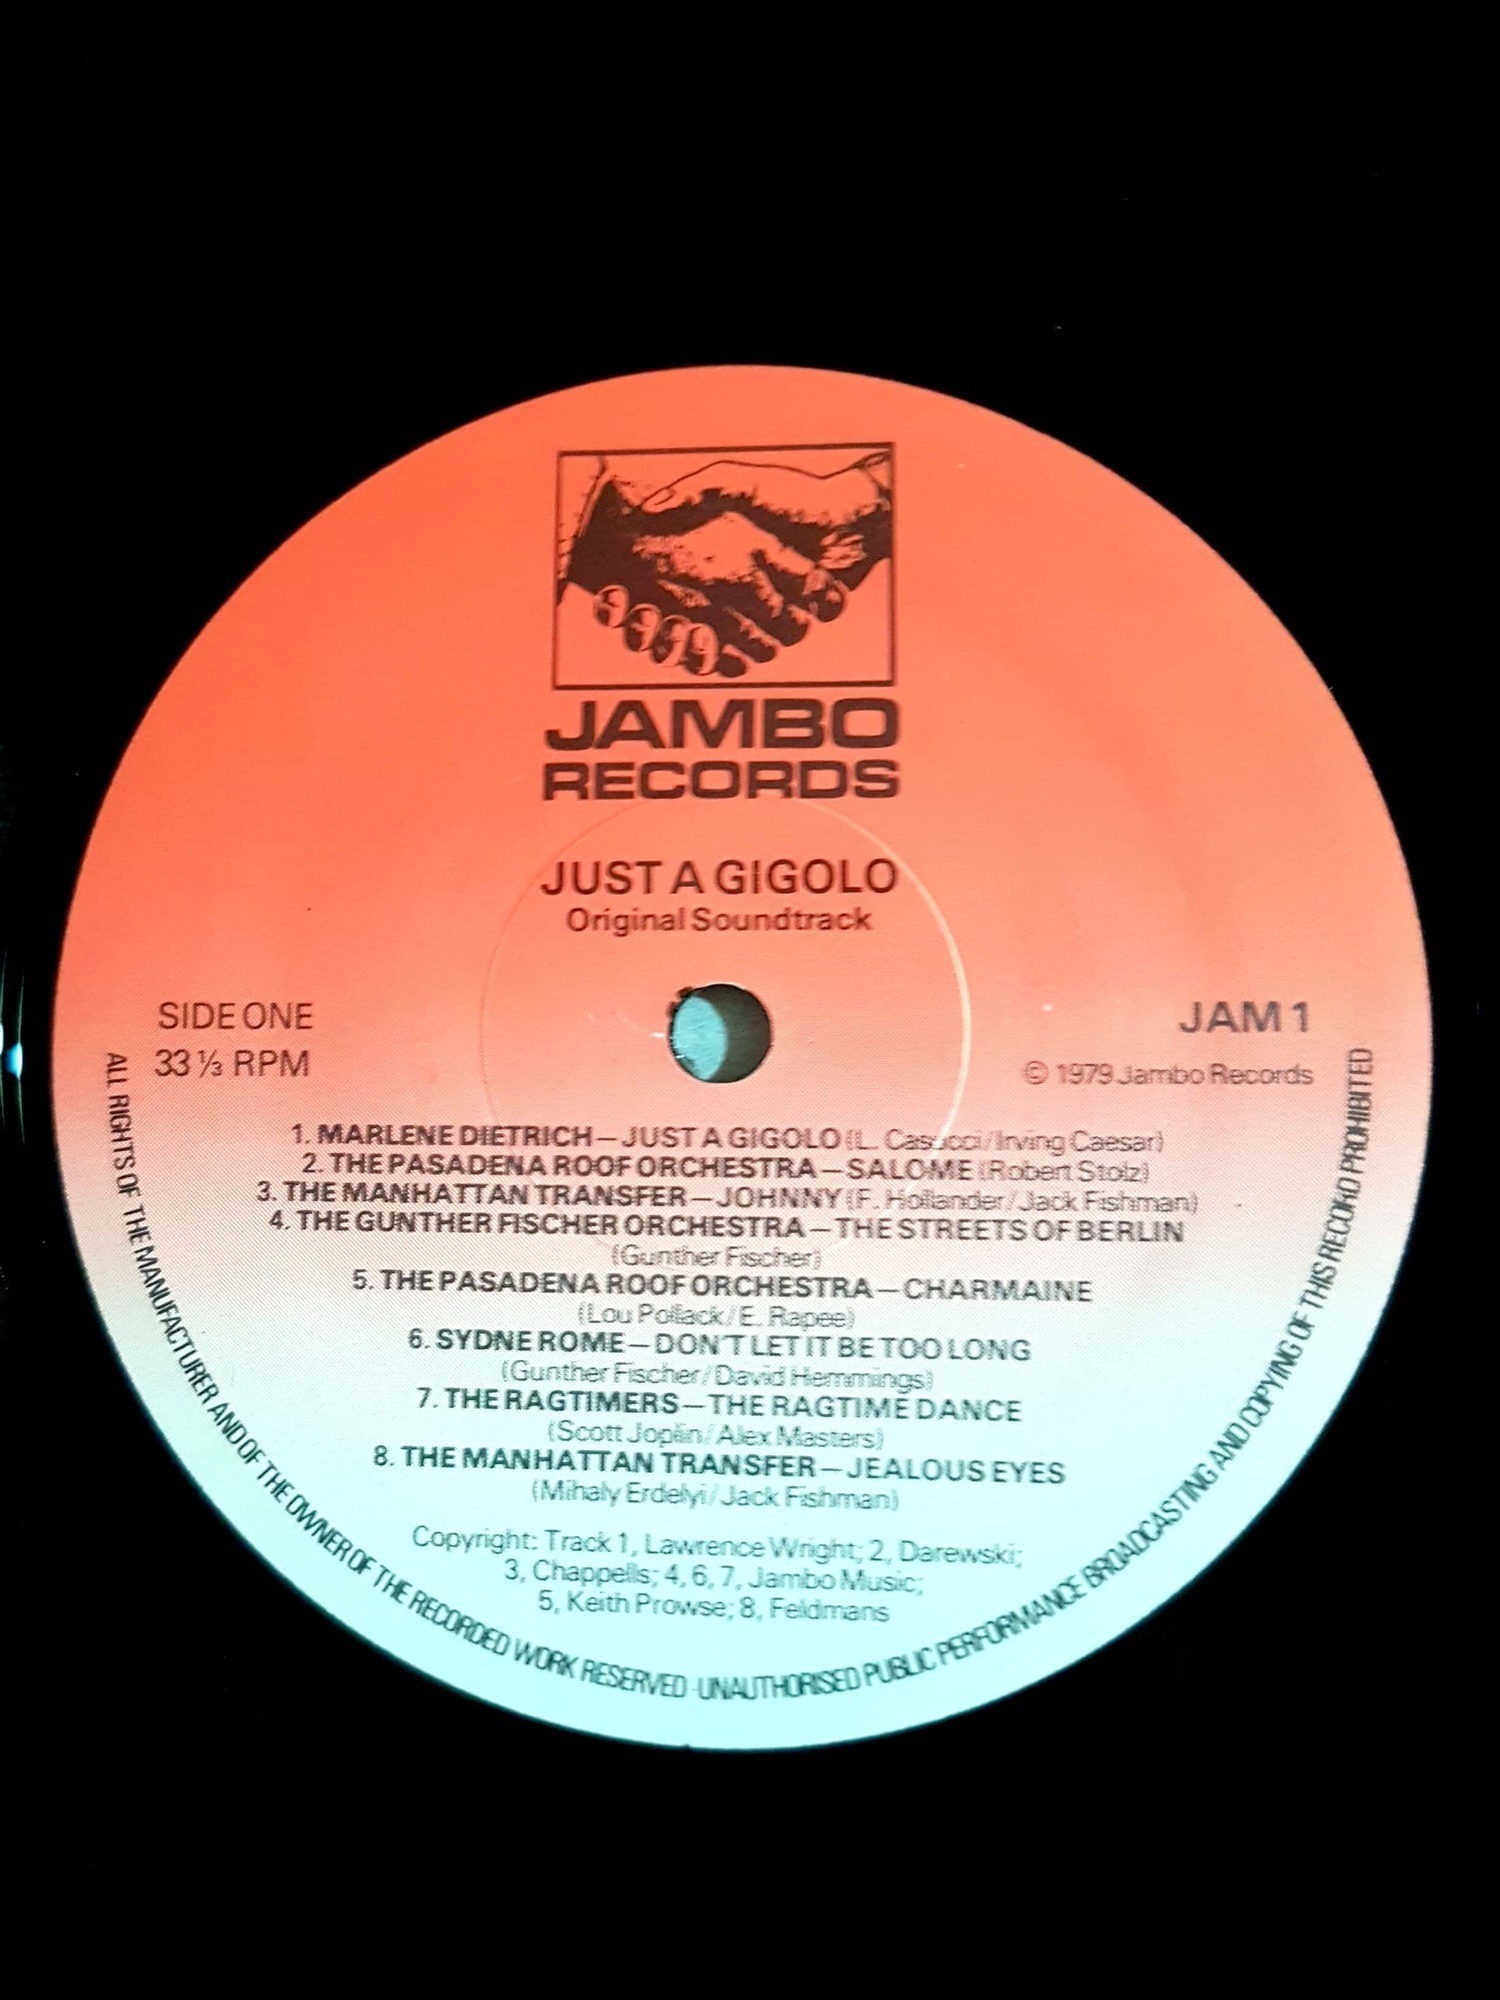 JAMBO
RECORDS
JUST A GIGOLO
Original Soundtrack
SIDE ONE
33 ⅓ RPM
JAM 1
© 1979 Jambo Records
1. MARLENE DIETRICH—JUST A GIGOLO (L. Casucci/Irving Caesar)
2. THE PASADENA ROOF ORCHESTRA—SALOME (Robert Stolz)
3. THE MANHATTAN TRANSFER—JOHNNY (F. Hollander/Jack Fishman)
4. THE GUNTHER FISCHER ORCHESTRA—THE STREETS OF BERLIN
(Gunther Fischer)
5. THE PASADENA ROOF ORCHESTRA—CHARMAINE
(Lou Pollack/E. Rapee)
6. SYDNE ROME—DON'T LET IT BE TOO LONG
(Gunther Fischer/David Hemmings)
7. THE RAGTIMERS—THE RAGTIME DANCE
(Scott Joplin/Alex Masters)
8. THE MANHATTAN TRANSFER—JEALOUS EYES
(Mihaly Erdelyi/Jack Fishman)
Copyright: Track 1, Lawrence Wright; 2, Darewski;
3, Chappells; 4, 6, 7, Jambo Music;
5, Keith Prowse; 8, Feldmans
ALL RIGHTS OF THE MANUFACTURER AND OF THE OWNER OF THE RECORDED WORK RESERVED · UNAUTHORISED PUBLIC PERFORMANCE BROADCASTING AND COPYING OF THIS RECORD PROHIBITED